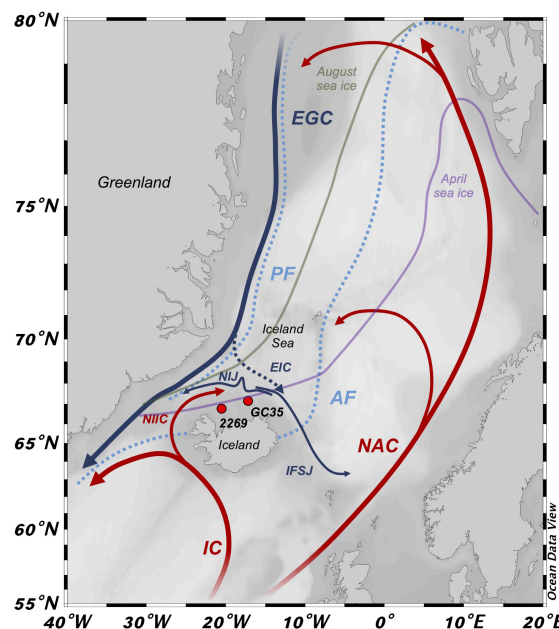 80°N
75°N
70°N
65°N
60°N
55°N
40°W
30°W
20°W
10°W
0°
10°E
20°E
August
sea ice
EGC
Greenland
April
sea ice
PF
Iceland
Sea
EIC
NIJ
AF
NIIC
GC35
2269
Iceland
NAC
IFSJ
IC
Ocean Data View